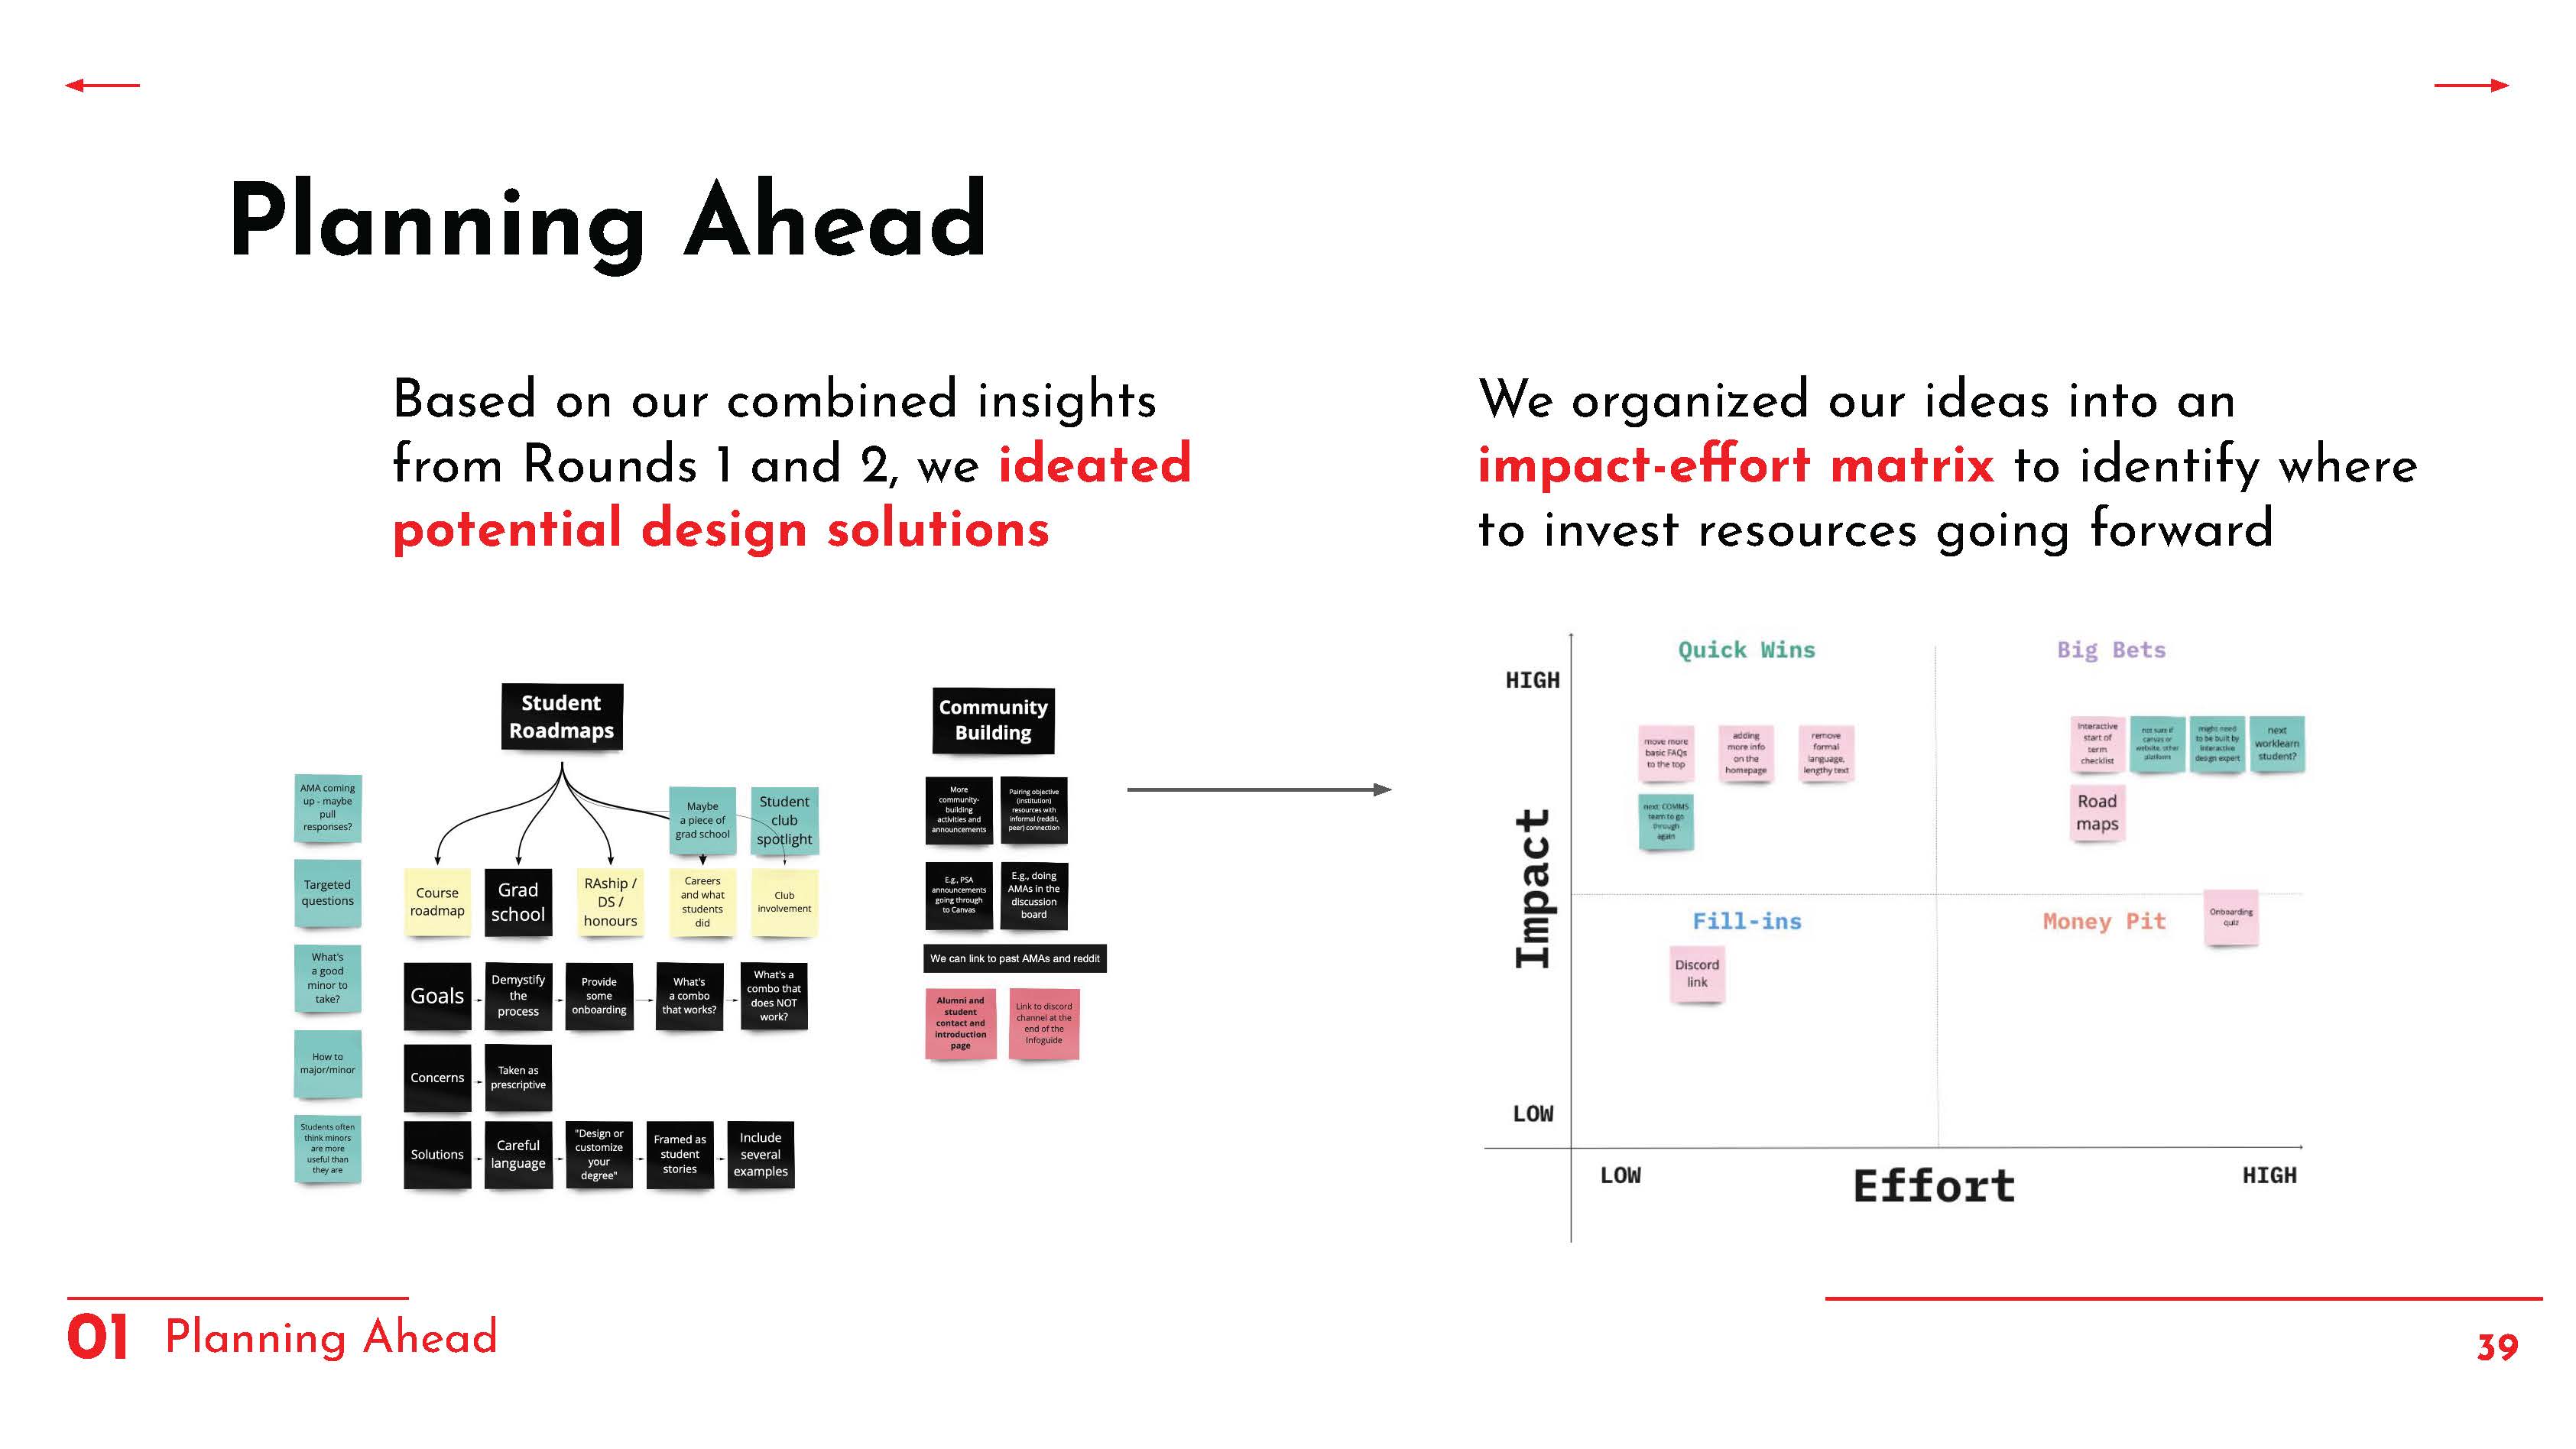 Planning Ahead
Based on our combined insights
from Rounds 1 and 2, we ideated
potential design solutions
We organized our ideas into an
impact-effort matrix to identify where
to invest resources going forward
Student
Roadmaps
AMA coming
up - maybe
pull
responses?
Targeted
questions
What's
a good
minor to
take?
How to
major/minor
Students often
think minors
are more
useful than
they are
Maybe
a piece of
grad school
Student
club
spotlight
Course
roadmap
Grad
school
RAship /
DS /
honours
Careers
and what
students
did
Club
involvement
Goals
Demystify
the
process
Provide
some
onboarding
What's
a combo
that works?
What's a
combo that
does NOT
work?
Concerns
Taken as
prescriptive
Solutions
Careful
language
"Design or
customize
your
degree"
Framed as
student
stories
Include
several
examples
Community
Building
More
community-
building
activities and
announcements
Pairing objective
(institution)
resources with
informal (reddit,
peer) connection
E.g., PSA
announcements
going through
to Canvas
E.g., doing
AMAs in the
discussion
board
We can link to past AMAs and reddit
Alumni and
student
contact and
introduction
page
Link to discord
channel at the
end of the
Infoguide
Quick Wins
Big Bets
HIGH
move more
basic FAQs
to the top
adding
more info
on the
homepage
remove
formal
language,
lengthy text
next: COMMS
team to go
through
again
Interactive
start of
term
checklist
not sure if
canvas or
website, other
platform
might need
to be built by
interactive
design expert
next
worklearn
student?
Road
maps
Impact
Fill-ins
Money Pit
Onboarding
quiz
Discord
link
LOW
LOW
Effort
HIGH
01 Planning Ahead
39